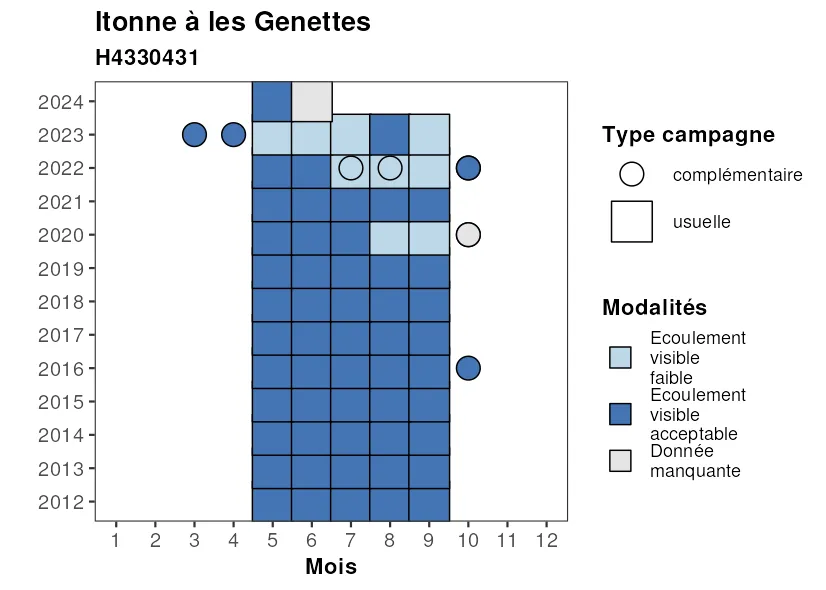 Itonne à les Genettes
H4330431
2024
2023
2022
2021
2020
2019
2018
2017
2016
2015
2014
2013
2012
1 2 3 4 5 6 7 8 9 10 11 12
Mois
Type campagne
complémentaire
usuelle
Modalités
Ecoulement
visible
faible
Ecoulement
visible
acceptable
Donnée
manquante